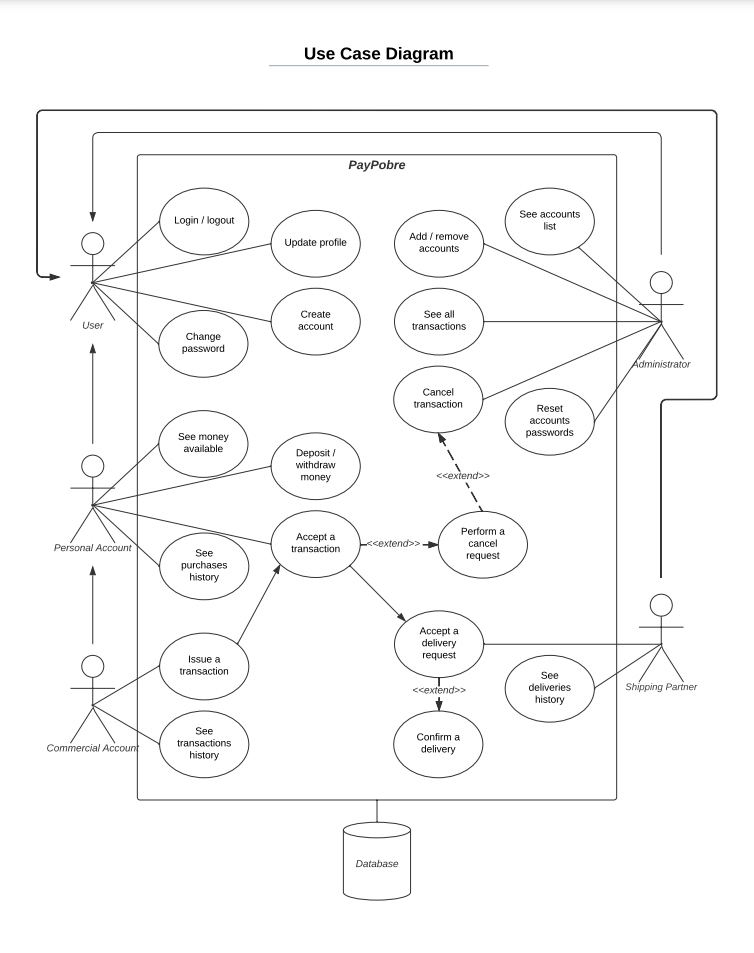 Use Case Diagram
PayPobre
Login / logout
See accounts
list
Update profile
Add / remove
accounts
Create
account
See all
transactions
User
Change
password
Administrator
Cancel
transaction
Reset
accounts
passwords
See money
available
Deposit /
withdraw
money
<<extend>>
Personal Account
Accept a
transaction
<<extend>>
Perform a
cancel
request
See
purchases
history
Accept a
delivery
request
Issue a
transaction
See
deliveries
history
Shipping Partner
<<extend>>
Commercial Account
See
transactions
history
Confirm a
delivery
Database